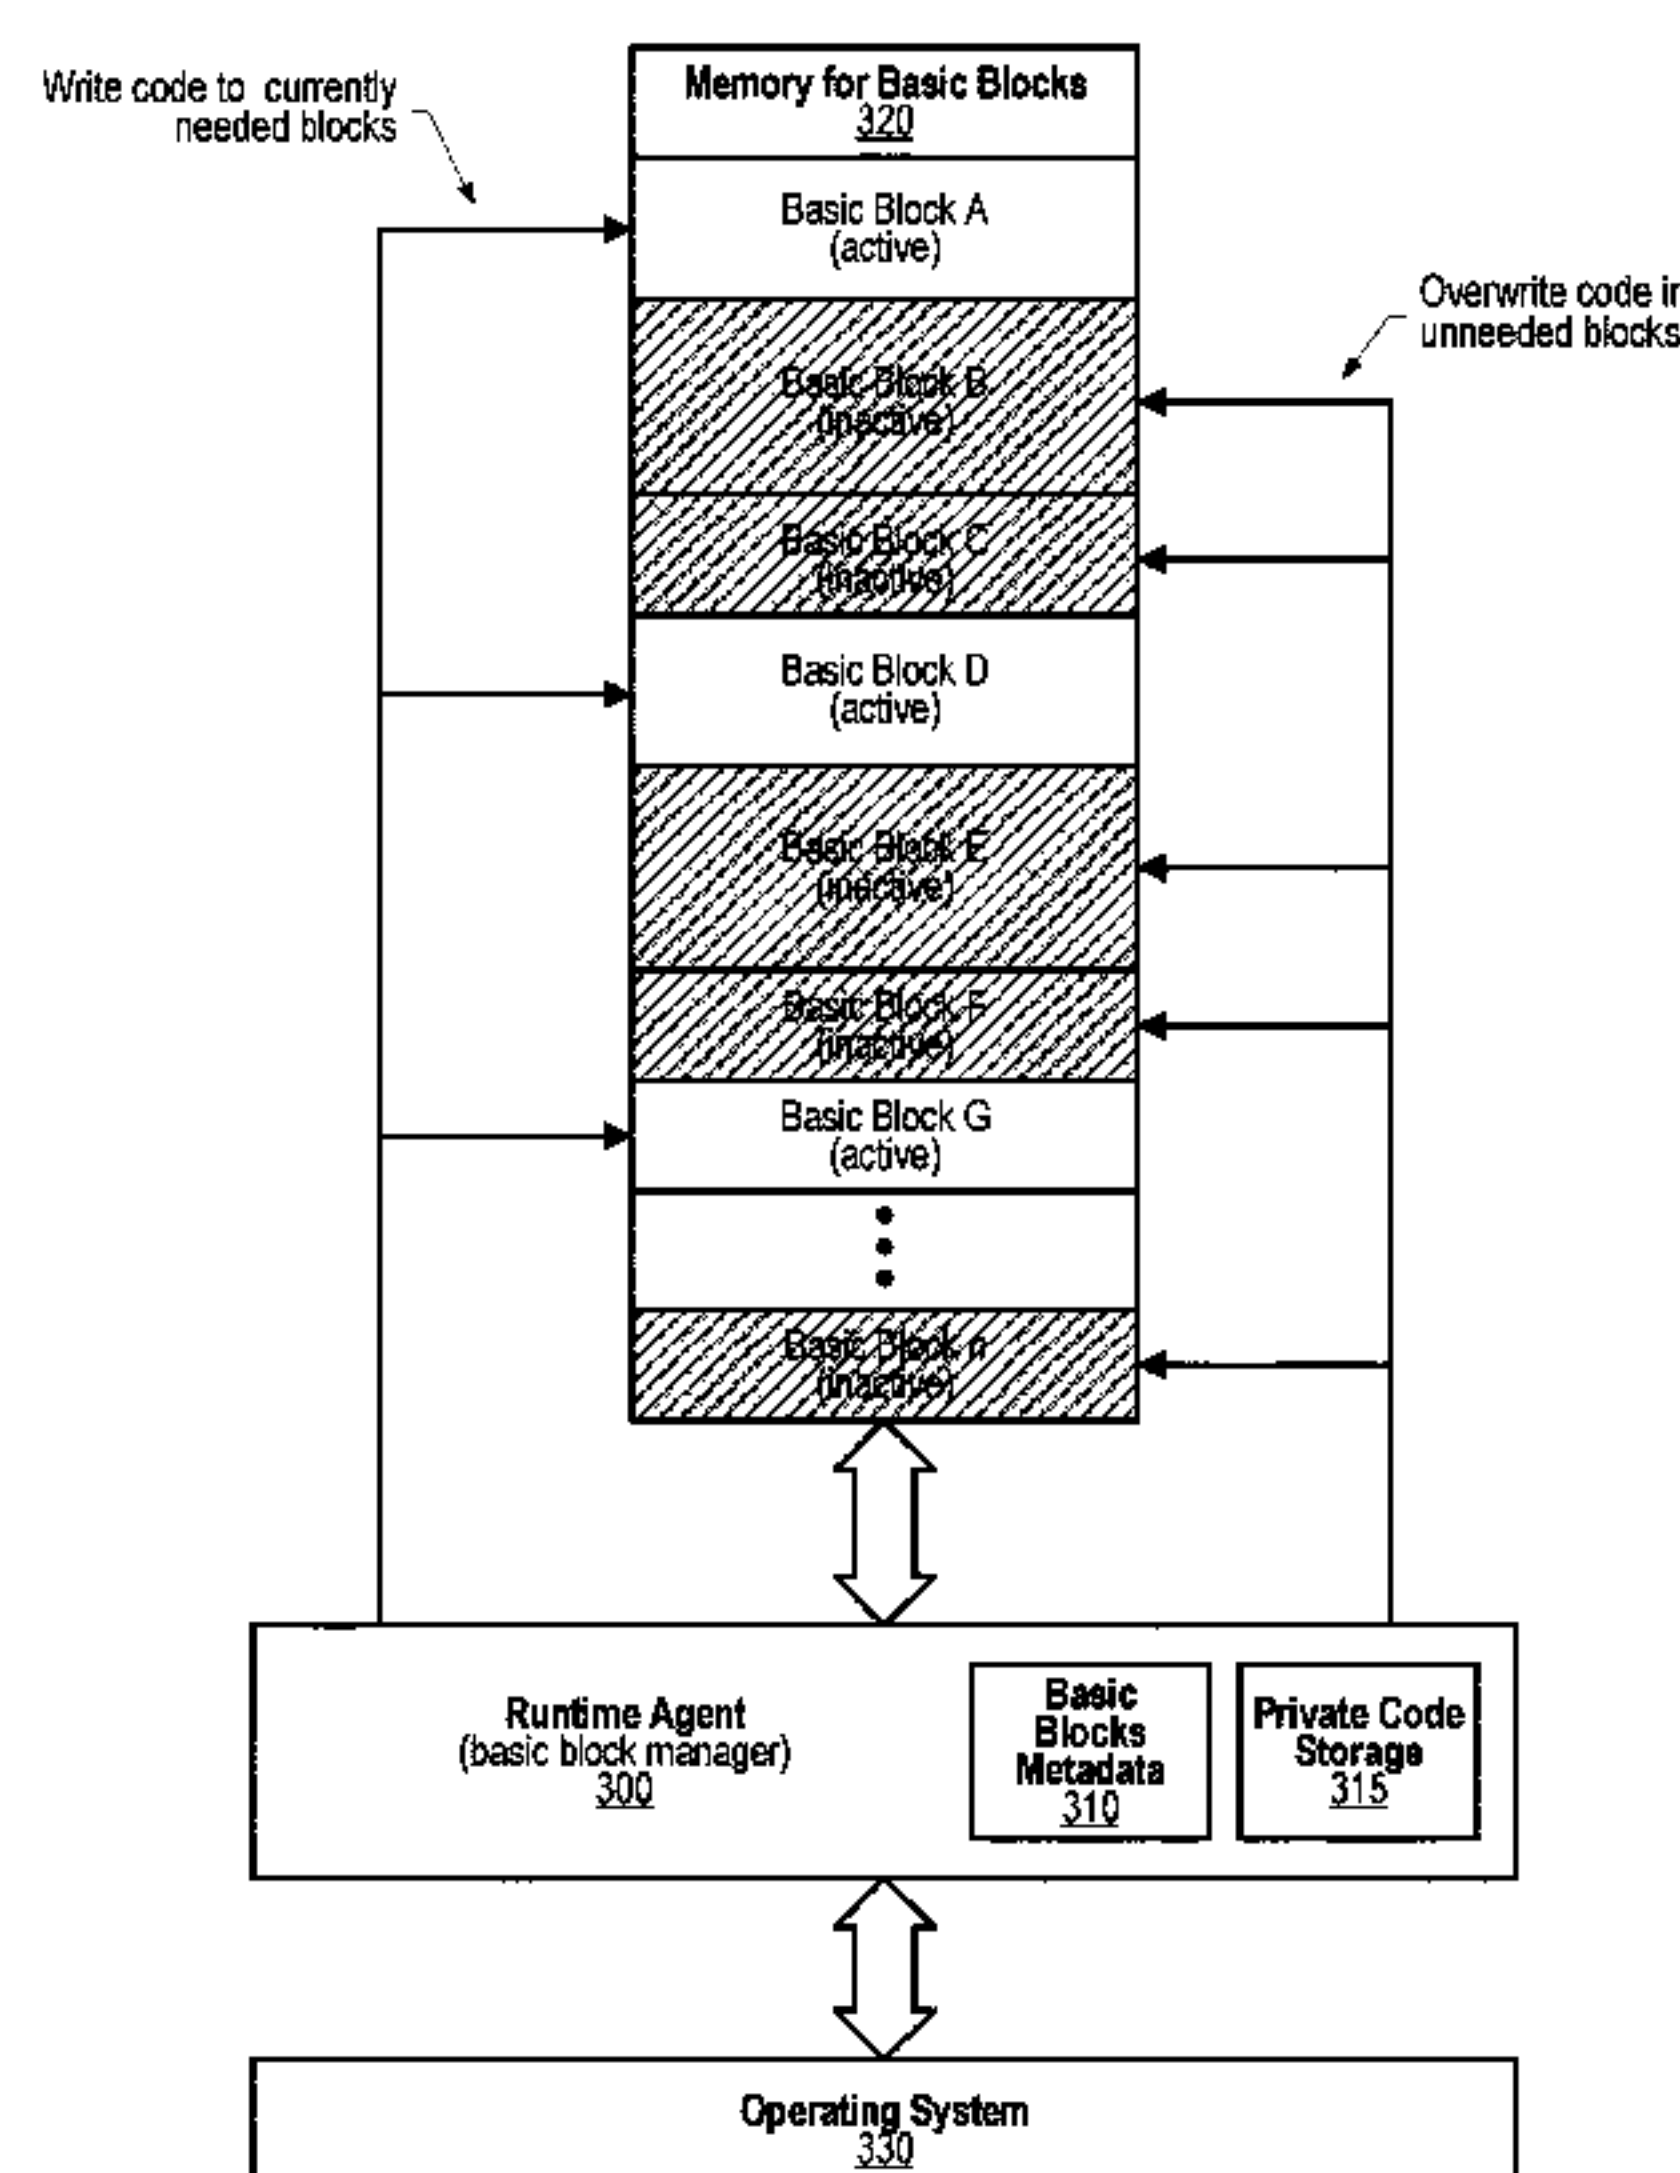 Write code to currently
needed blocks
Memory for Basic Blocks
320
Basic Block A
(active)
Overwrite code in
unneeded blocks
Basic Block B
(inactive)
Basic Block C
(inactive)
Basic Block D
(active)
Basic Block E
(inactive)
Basic Block F
(inactive)
Basic Block G
(active)
Basic Block n
(inactive)
Runtime Agent
(basic block manager)
300
Basic
Blocks
Metadata
310
Private Code
Storage
315
Operating System
330